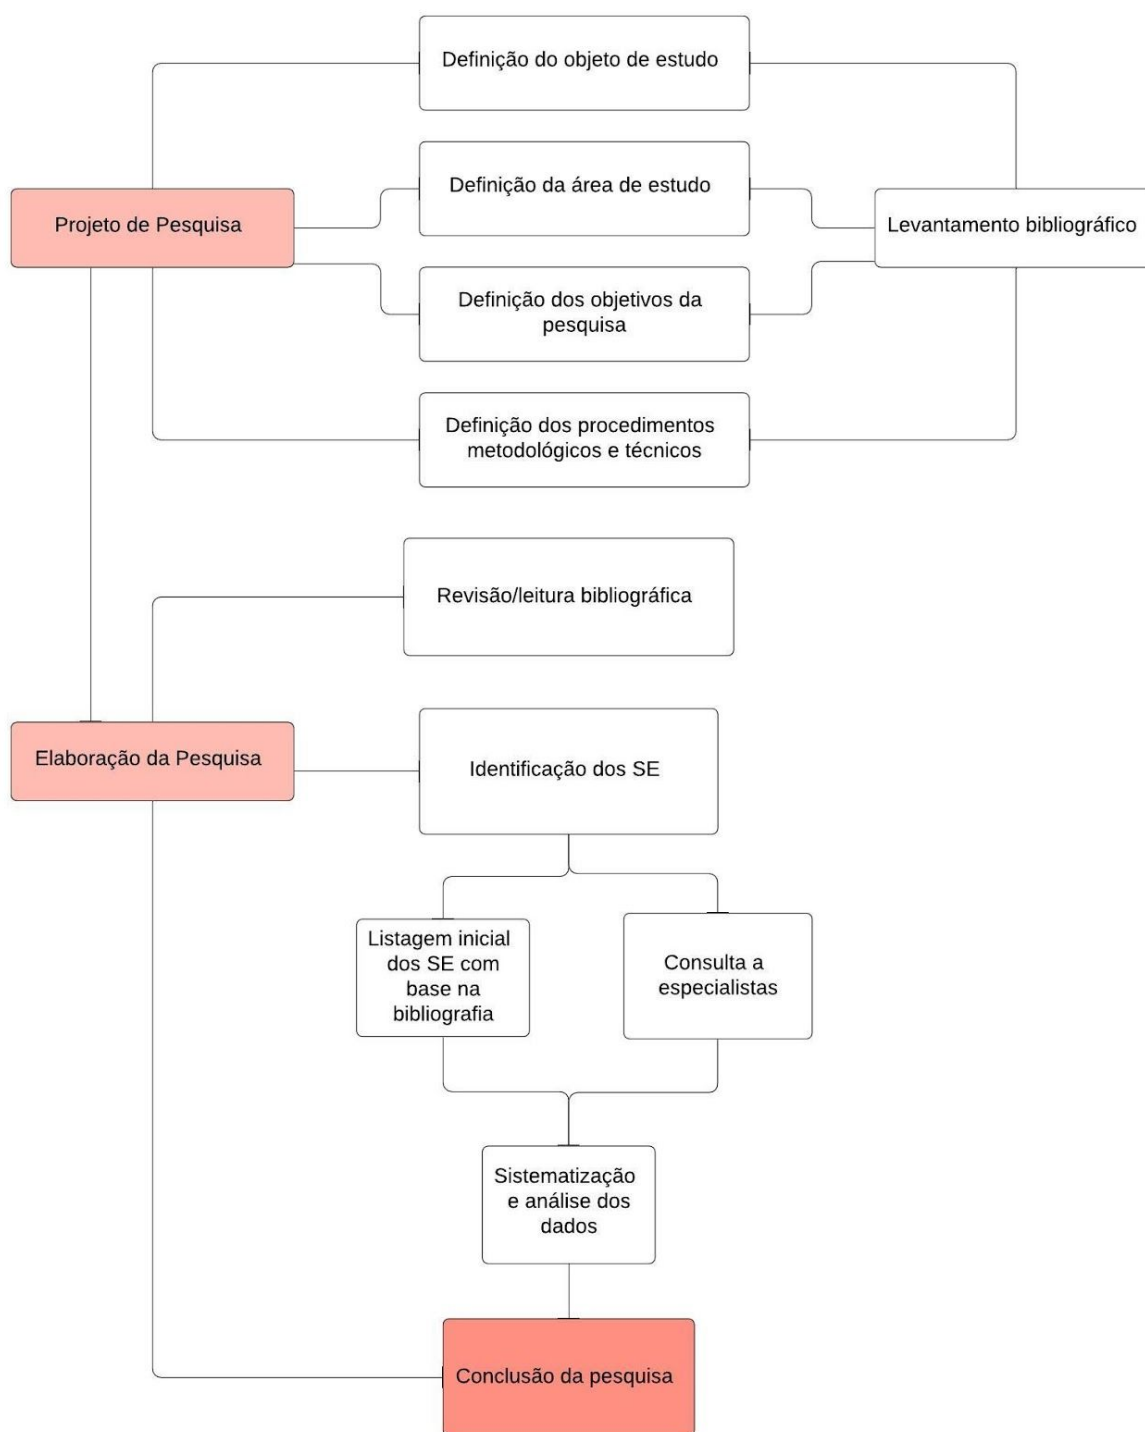 Definição do objeto de estudo
Definição da área de estudo
Projeto de Pesquisa
Levantamento bibliográfico
Definição dos objetivos da
pesquisa
Definição dos procedimentos
metodológicos e técnicos
Revisão/leitura bibliográfica
Elaboração da Pesquisa
Identificação dos SE
Listagem inicial
dos SE com
base na
bibliografia
Consulta a
especialistas
Sistematização
e análise dos
dados
Conclusão da pesquisa